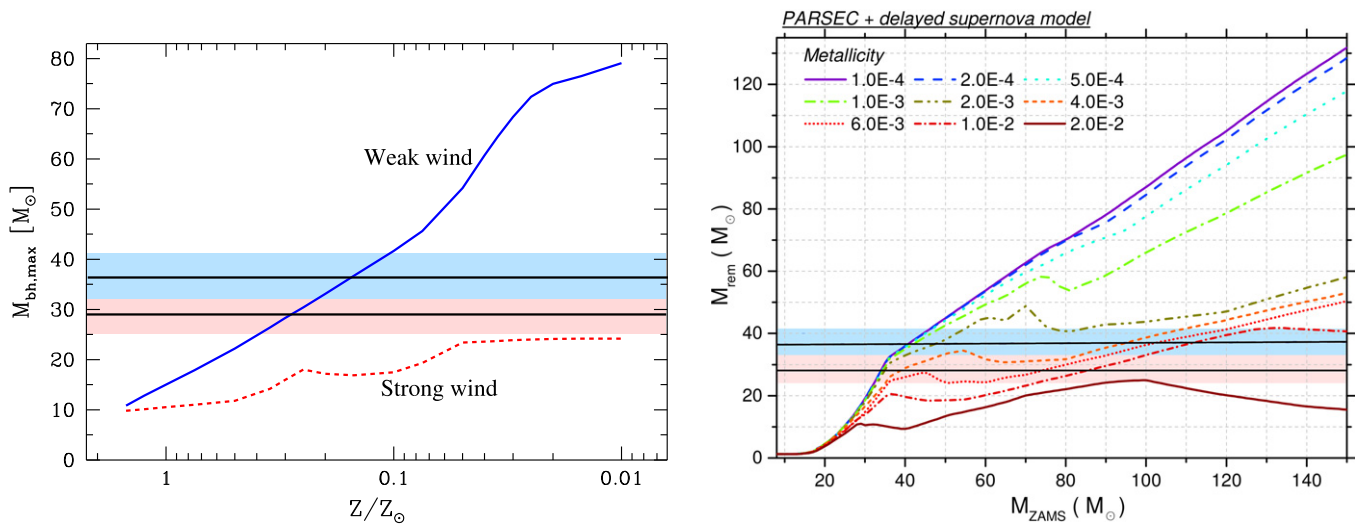 PARSEC + delayed supernova model
M_bh,max [M_⊙]
80
70
60
50
40
30
20
10
0
Weak wind
Strong wind
1
0.1
0.01
Z/Z_⊙
M_rem ( M_⊙ )
120
100
80
60
40
20
0
Metallicity
1.0E-4 2.0E-4 5.0E-4
1.0E-3 2.0E-3 4.0E-3
6.0E-3 1.0E-2 2.0E-2
20 40 60 80 100 120 140
M_ZAMS ( M_⊙ )